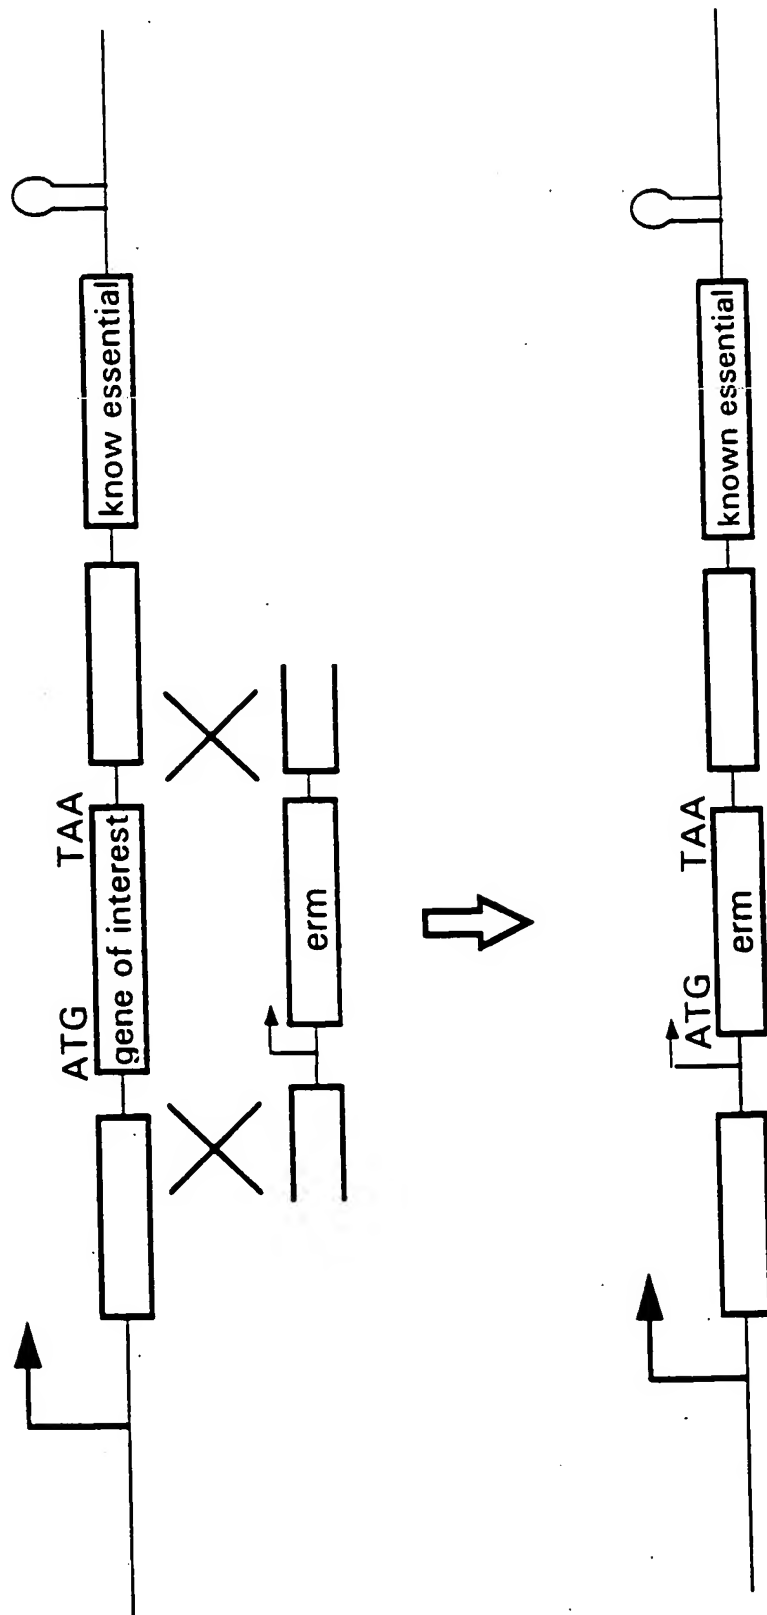 ATG TAA
gene of interest know essential
erm
ATG TAA
erm known essential